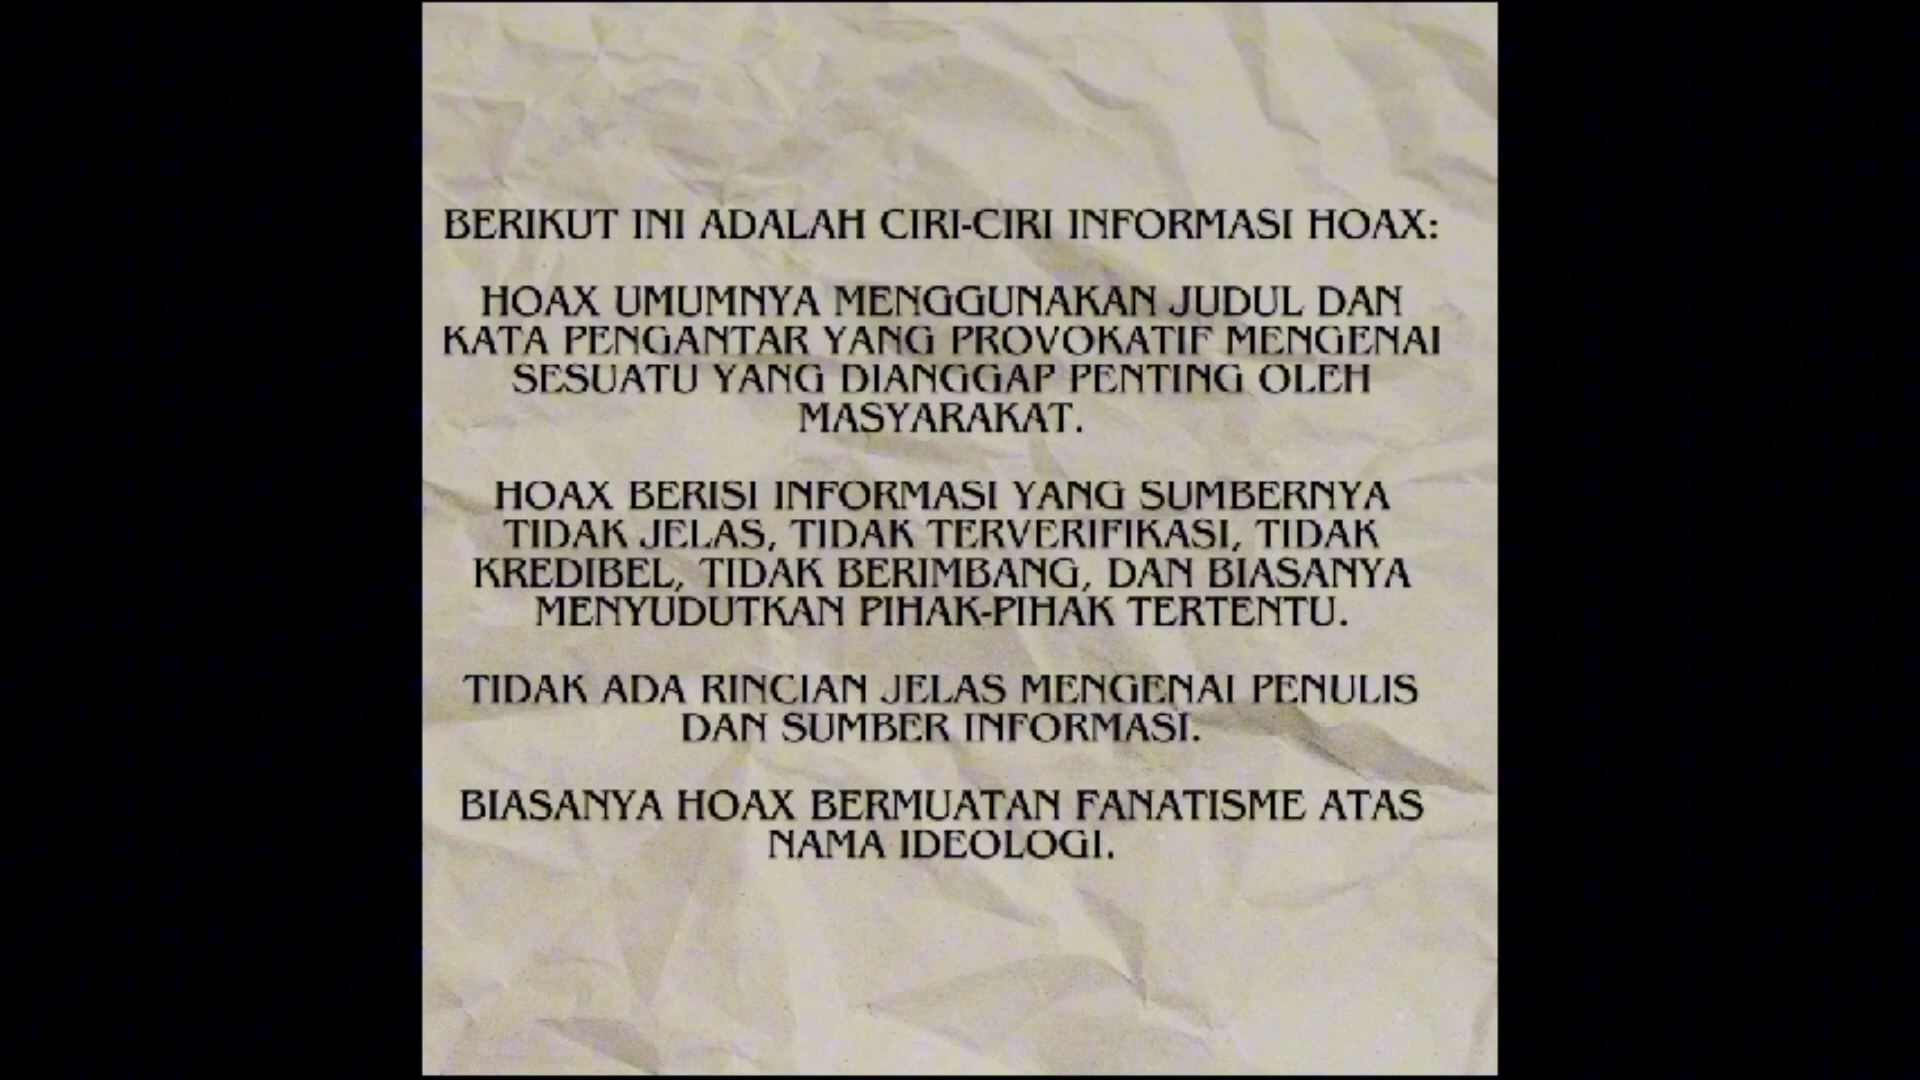 BERIKUT INI ADALAH CIRI-CIRI INFORMASI HOAX:
HOAX UMUMNYA MENGGUNAKAN JUDUL DAN
KATA PENGANTAR YANG PROVOKATIF MENGENAI
SESUATU YANG DIANGGAP PENTING OLEH
MASYARAKAT.
HOAX BERISI INFORMASI YANG SUMBERNYA
TIDAK JELAS, TIDAK TERVERIFIKASI, TIDAK
KREDIBEL, TIDAK BERIMBANG, DAN BIASANYA
MENYUDUTKAN PIHAK-PIHAK TERTENTU.
TIDAK ADA RINCIAN JELAS MENGENAI PENULIS
DAN SUMBER INFORMASI.
BIASANYA HOAX BERMUATAN FANATISME ATAS
NAMA IDEOLOGI.